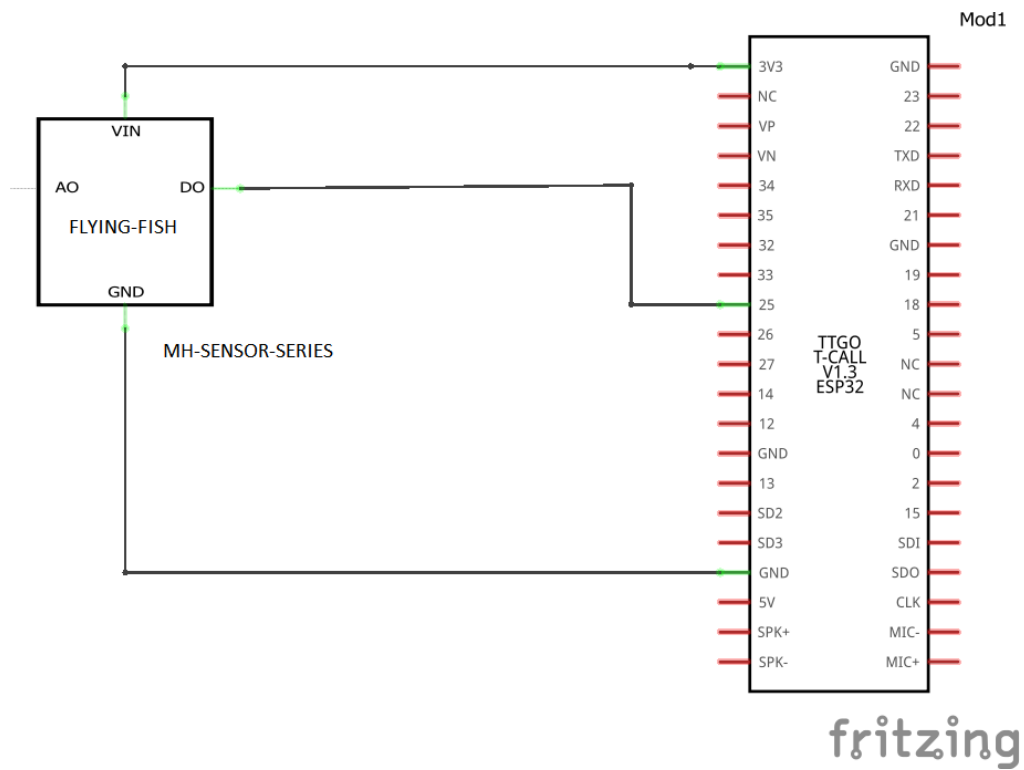 Mod1
VIN
AO
DO
FLYING-FISH
GND
MH-SENSOR-SERIES
3V3
NC
VP
VN
34
35
32
33
25
26
27
14
12
GND
13
SD2
SD3
GND
5V
SPK+
SPK-
TTGO
T-CALL
V1.3
ESP32
GND
23
22
TXD
RXD
21
GND
19
18
5
NC
NC
4
0
2
15
SDI
SDO
CLK
MIC-
MIC+
fritzing